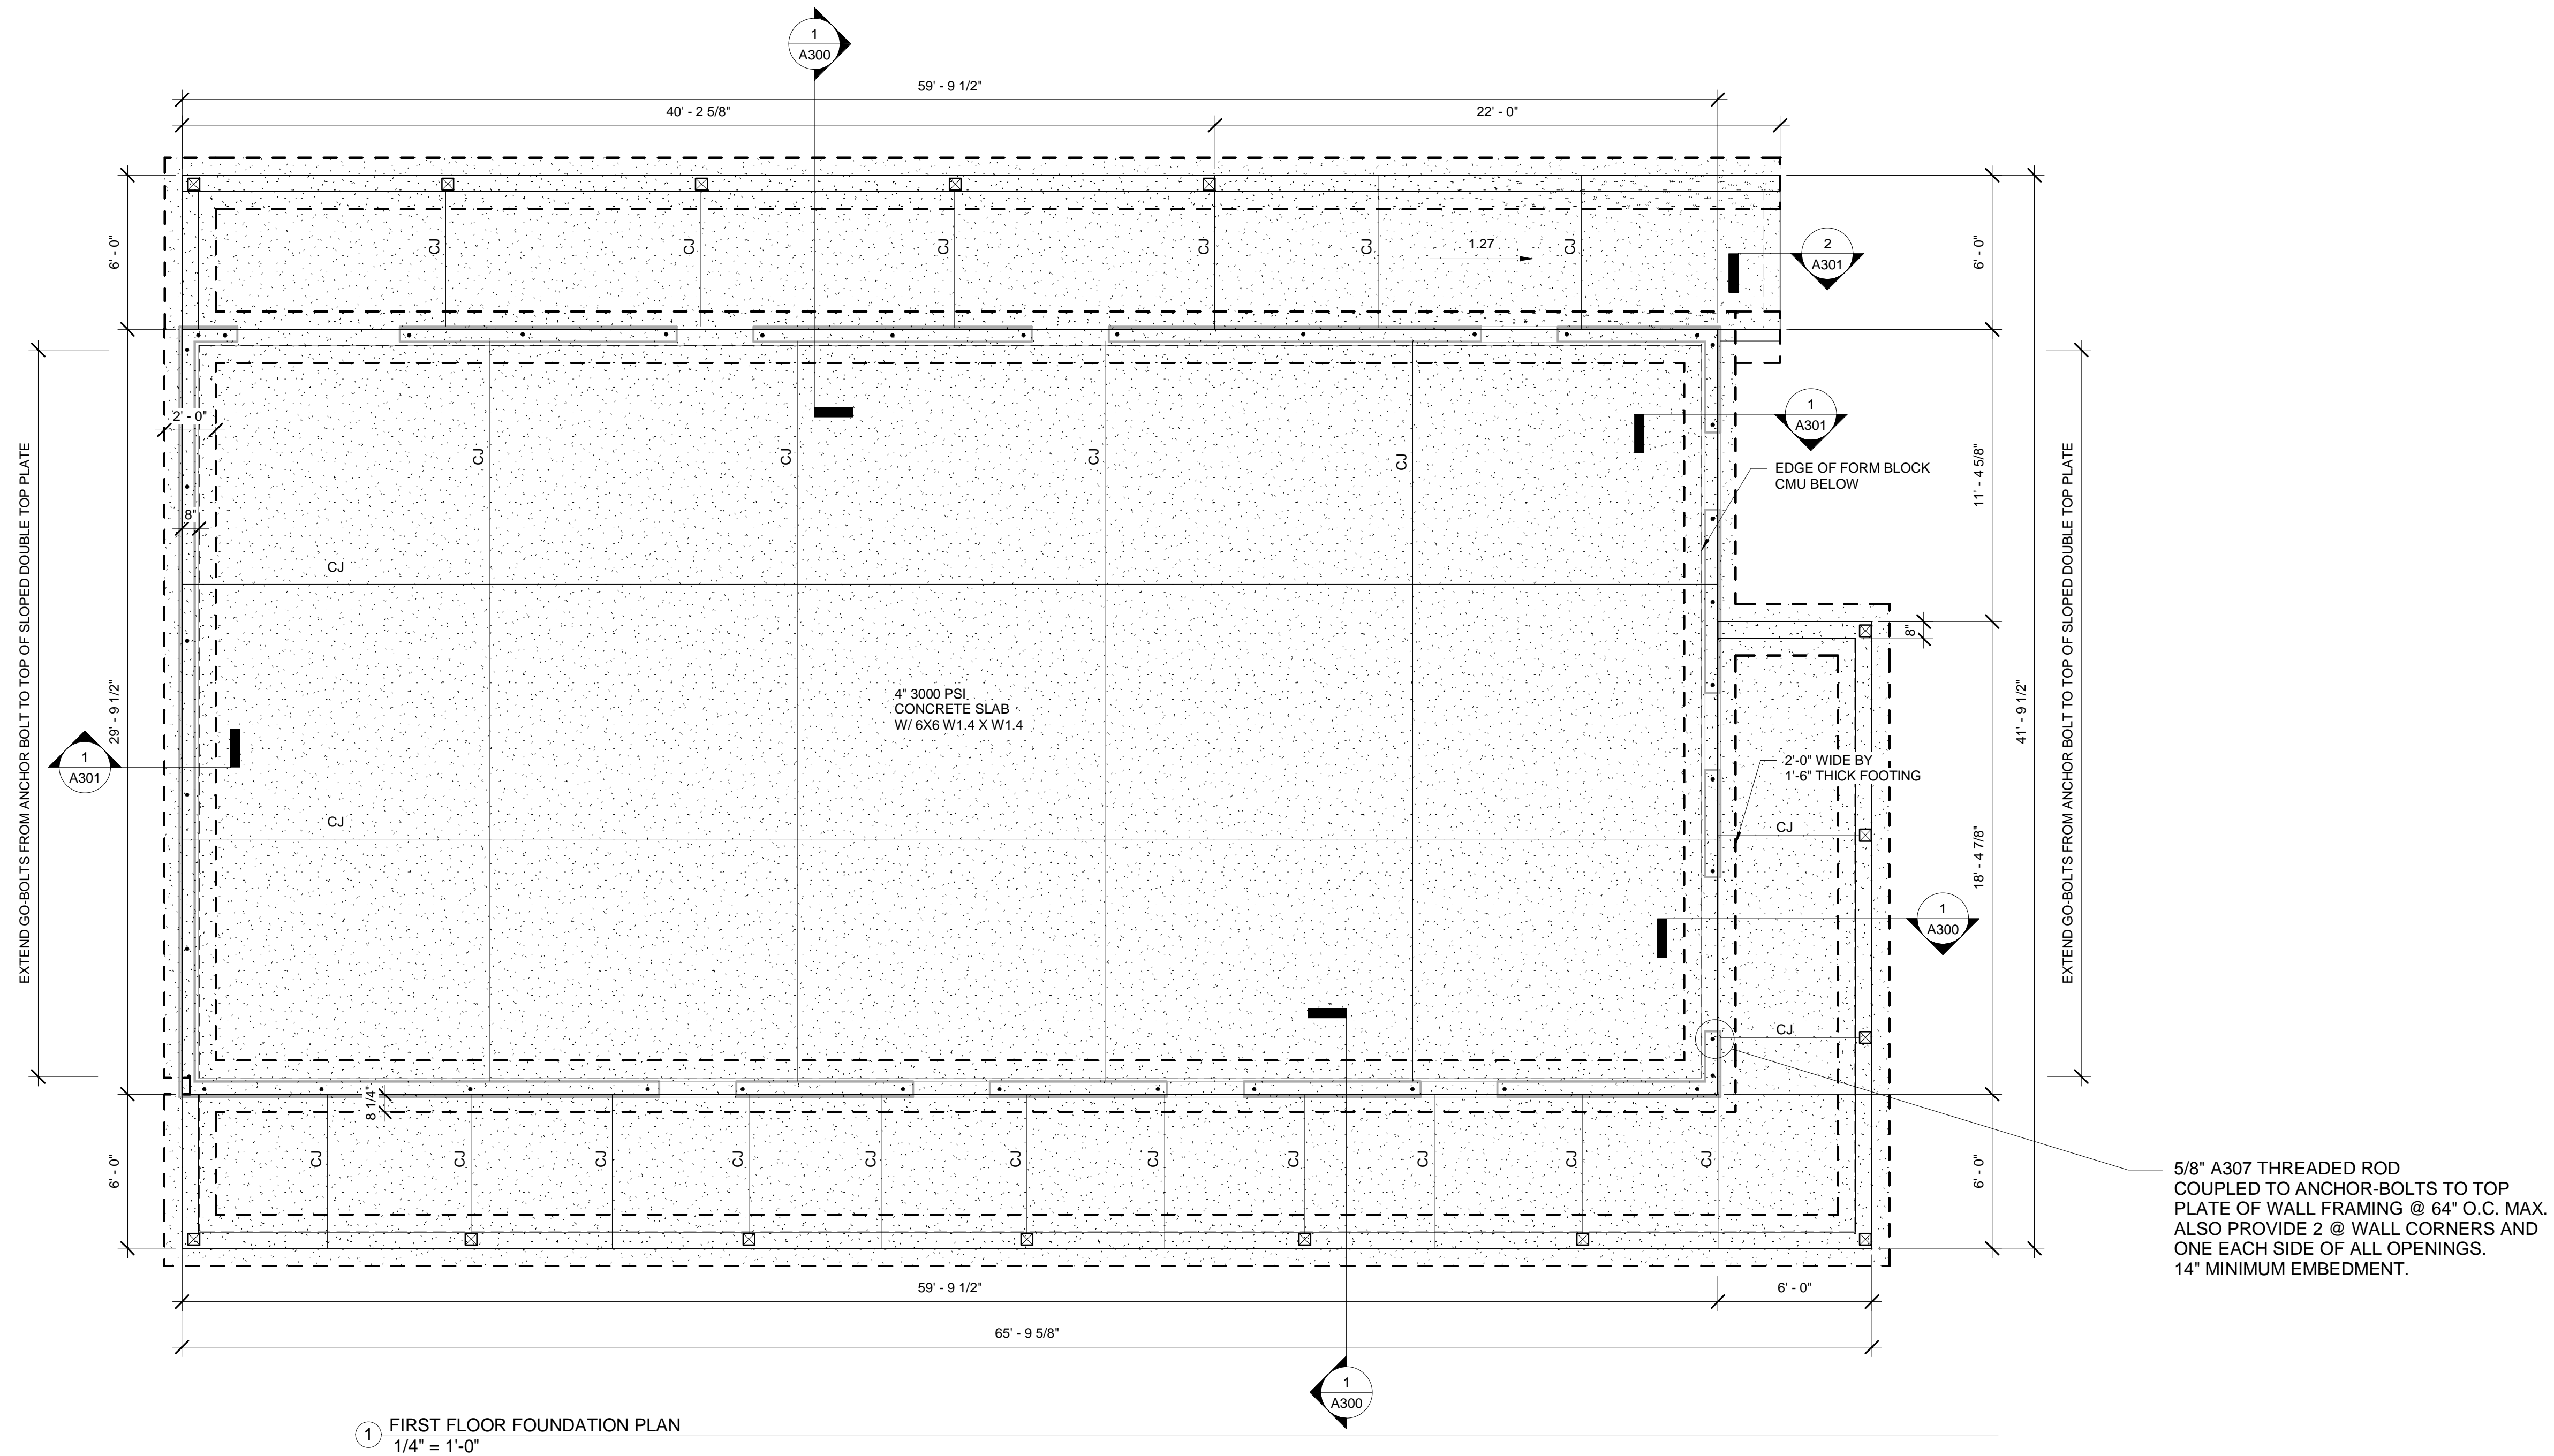 1
A300
59' - 9 1/2"
40' - 2 5/8"
22' - 0"
6' - 0"
CJ
CJ
CJ
CJ
CJ
1.27
CJ
2
A301
6' - 0"
2' - 0"
1
A301
CJ
CJ
CJ
CJ
EDGE OF FORM BLOCK
CMU BELOW
11' - 4 5/8"
EXTEND GO-BOLTS FROM ANCHOR BOLT TO TOP OF SLOPED DOUBLE TOP PLATE
EXTEND GO-BOLTS FROM ANCHOR BOLT TO TOP OF SLOPED DOUBLE TOP PLATE
8"
CJ
8"
29' - 9 1/2"
4" 3000 PSI
CONCRETE SLAB
W/ 6X6 W1.4 X W1.4
41' - 9 1/2"
1
A301
2'-0" WIDE BY
1'-6" THICK FOOTING
CJ
CJ
18' - 4 7/8"
1
A300
CJ
8 1/4"
6' - 0"
CJ
CJ
CJ
CJ
CJ
CJ
CJ
CJ
CJ
CJ
CJ
6' - 0"
5/8" A307 THREADED ROD
COUPLED TO ANCHOR-BOLTS TO TOP
PLATE OF WALL FRAMING @ 64" O.C. MAX.
ALSO PROVIDE 2 @ WALL CORNERS AND
ONE EACH SIDE OF ALL OPENINGS.
14" MINIMUM EMBEDMENT.
59' - 9 1/2"
6' - 0"
65' - 9 5/8"
1
A300
1 FIRST FLOOR FOUNDATION PLAN
1/4" = 1'-0"